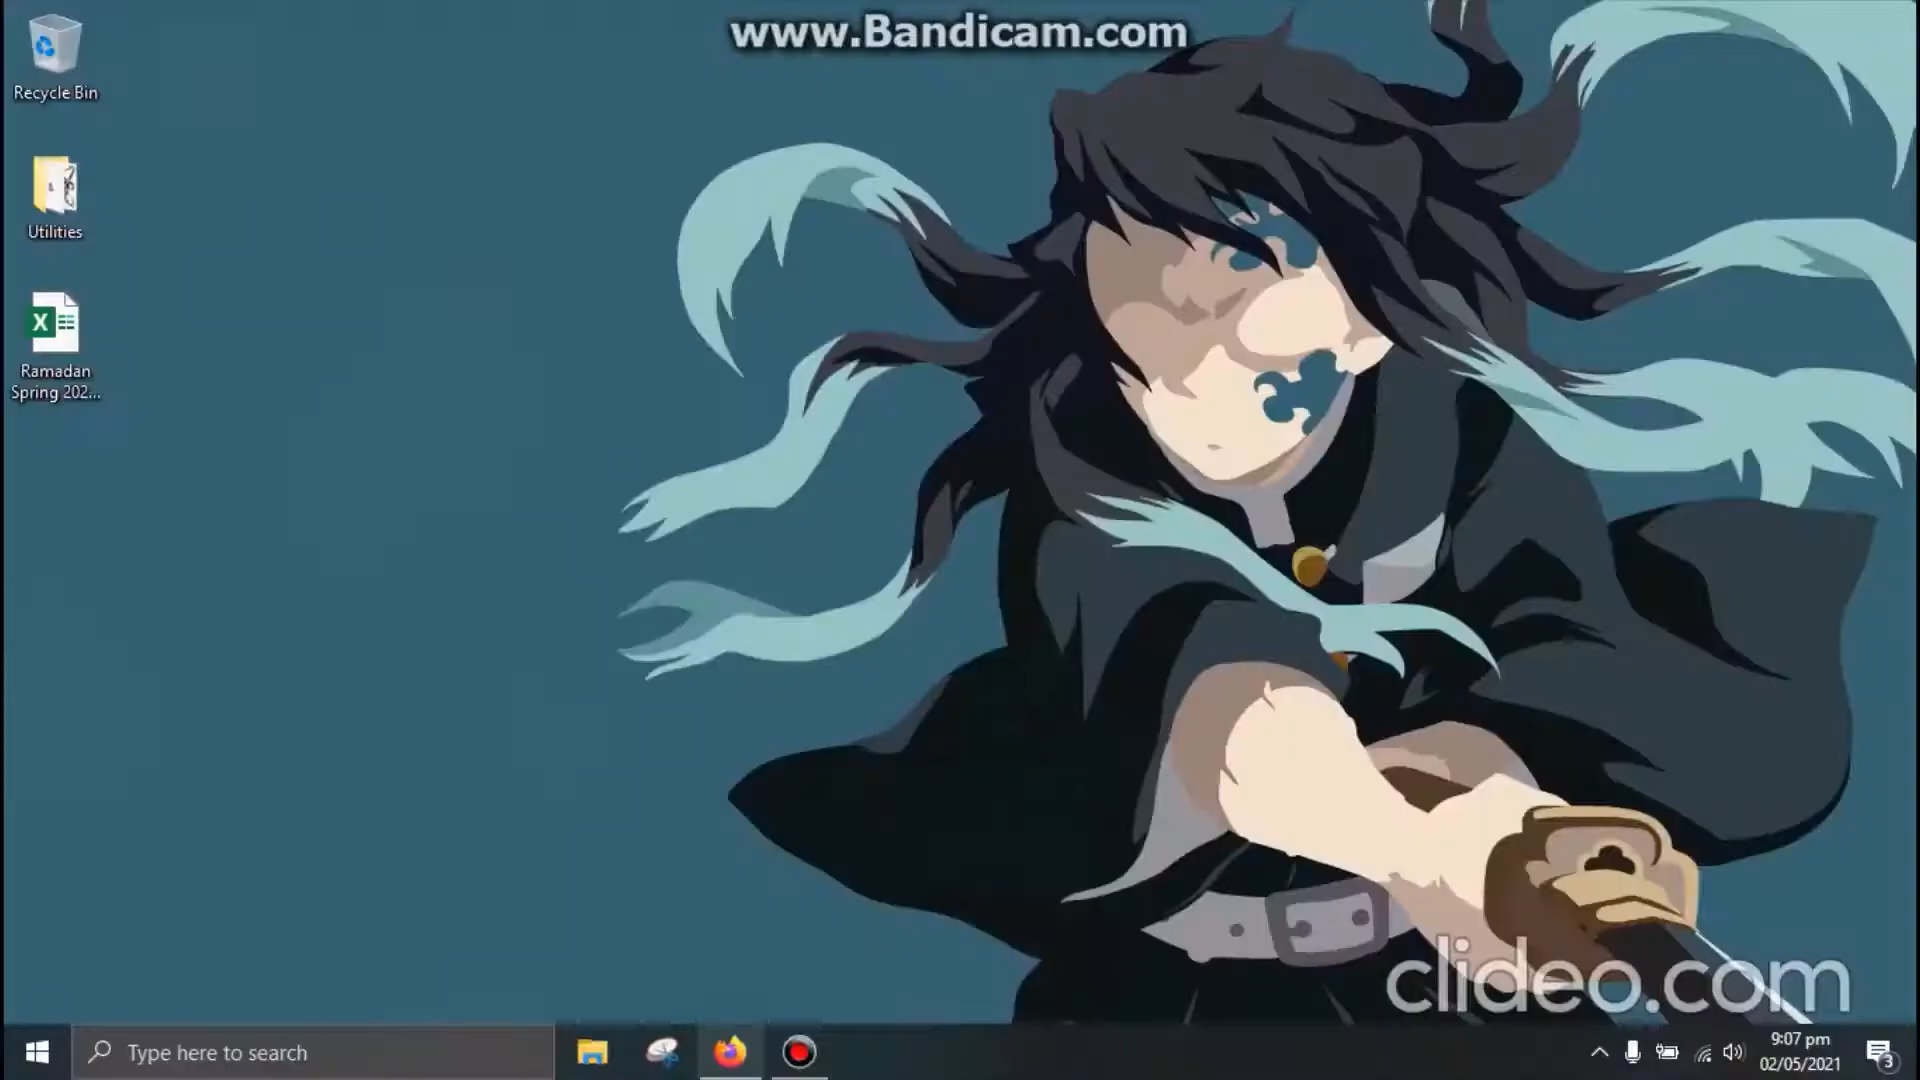 www.Bandicam.com
Recycle Bin
Utilities
Ramadan
Spring 202...
clideo.com
Type here to search
9:07 pm
02/05/2021
3